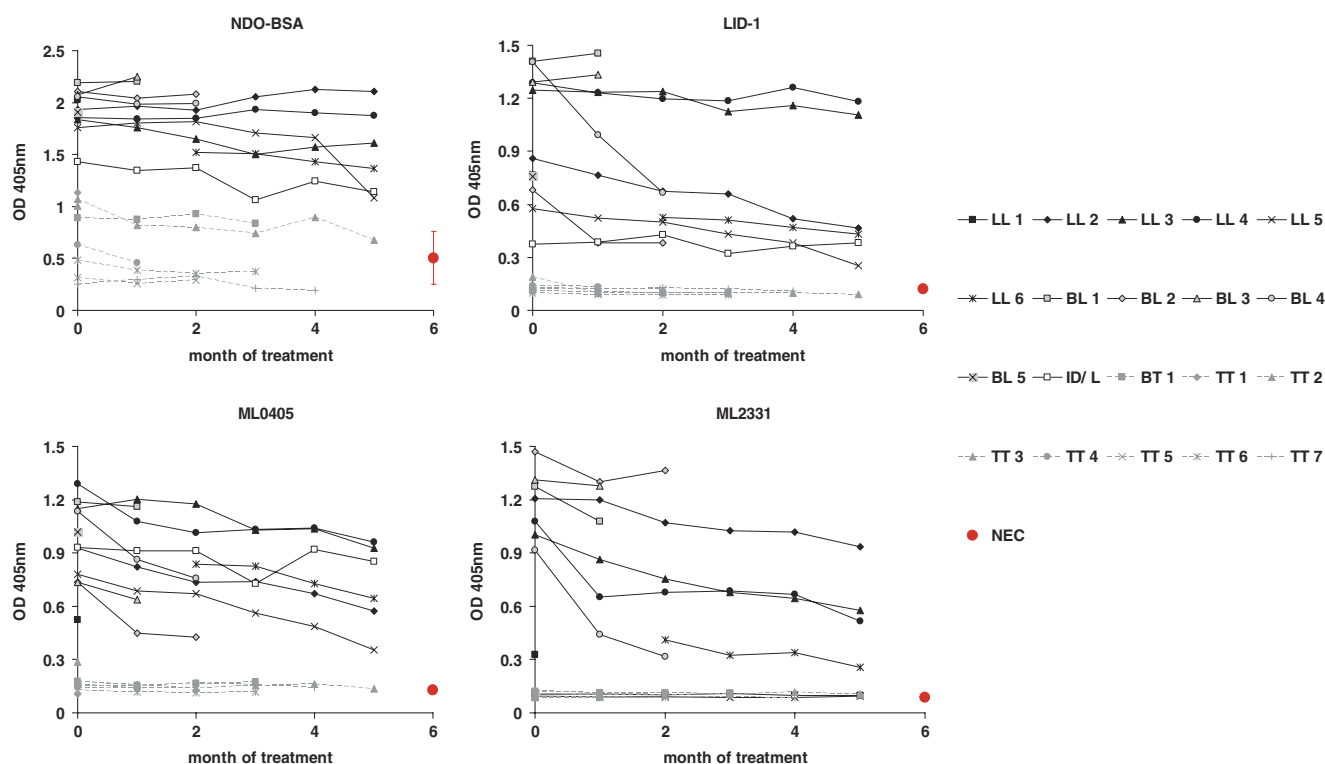 NDO-BSA
2.5
2
1.5
1
0.5
0
OD 405nm
0 2 4 6
month of treatment
LID-1
1.5
1.2
0.9
0.6
0.3
0
OD 405nm
0 2 4 6
month of treatment
ML0405
1.5
1.2
0.9
0.6
0.3
0
OD 405nm
0 2 4 6
month of treatment
ML2331
1.5
1.2
0.9
0.6
0.3
0
OD 405nm
0 2 4 6
month of treatment
LL 1 LL 2 LL 3 LL 4 LL 5
LL 6 BL 1 BL 2 BL 3 BL 4
BL 5 ID/ L BT 1 TT 1 TT 2
TT 3 TT 4 TT 5 TT 6 TT 7
NEC